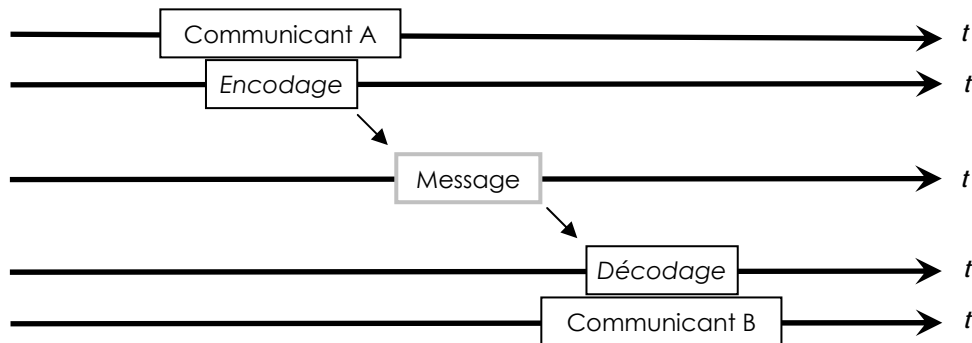 Communicant A t
Encodage t
Message t
Décodage t
Communicant B t